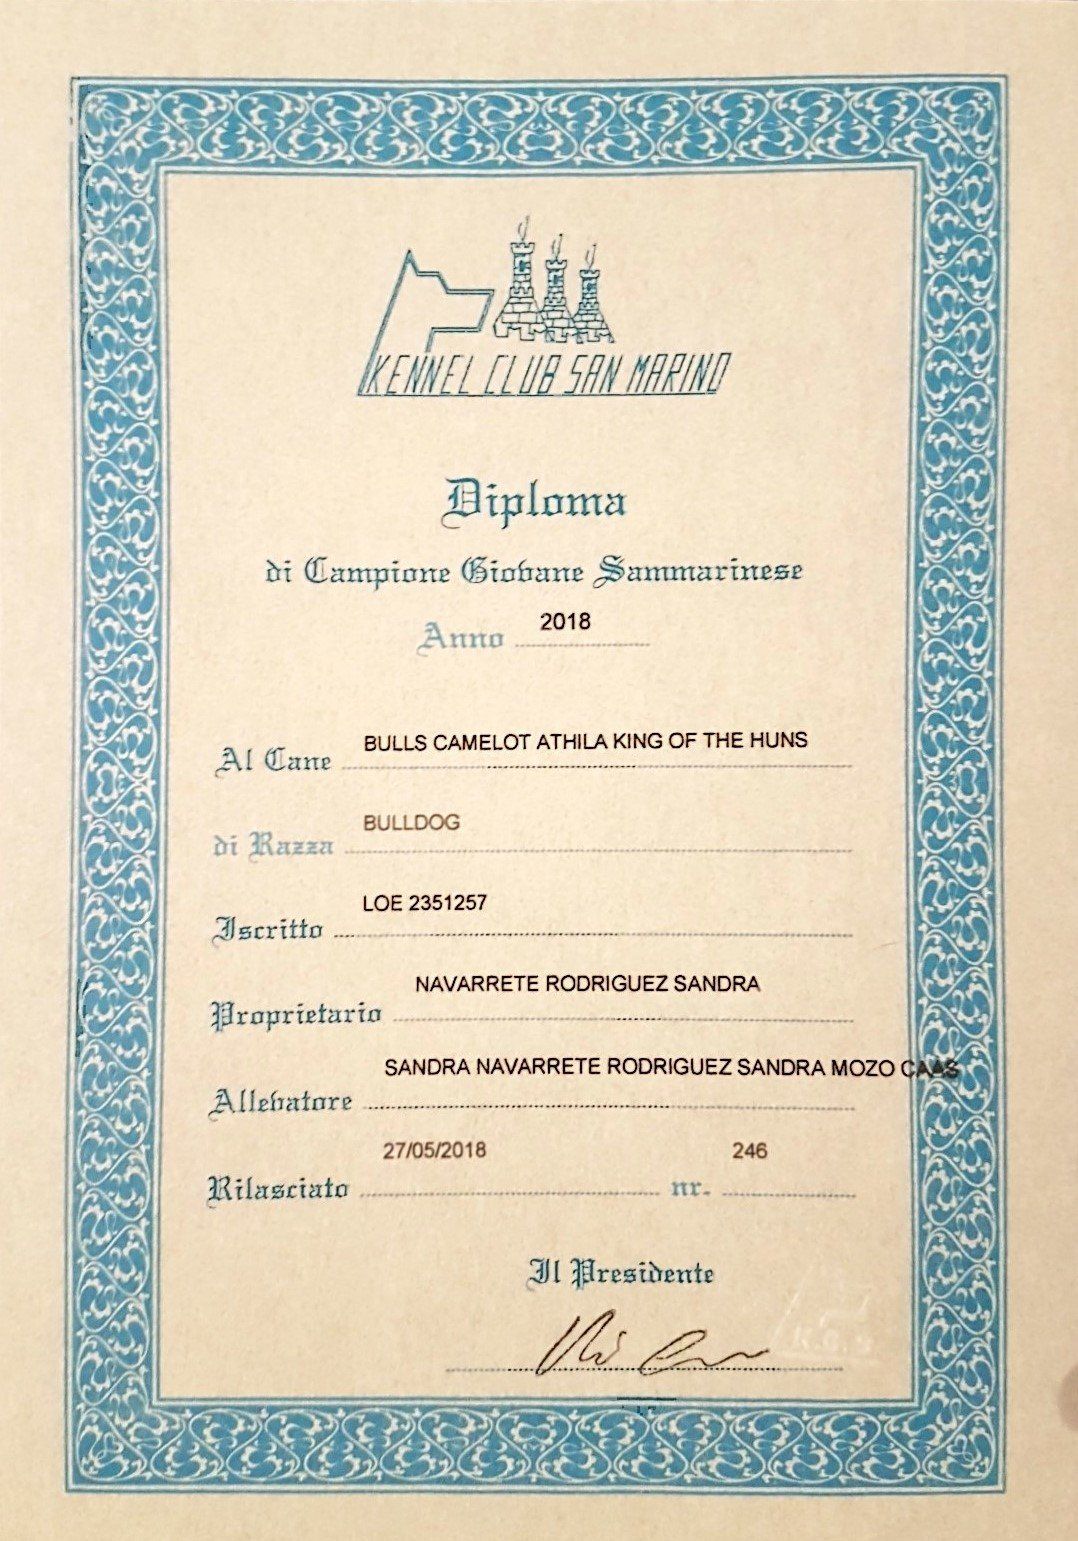 KENNEL CLUB SAN MARINO
Diploma
di Campione Giovane Sammarinese
Anno 2018
Al Cane BULLS CAMELOT ATHILA KING OF THE HUNS
di Razza BULLDOG
Iscritto LOE 2351257
Proprietario NAVARRETE RODRIGUEZ SANDRA
Allevatore SANDRA NAVARRETE RODRIGUEZ SANDRA MOZO CAAS
Rilasciato 27/05/2018 nr. 246
Il Presidente